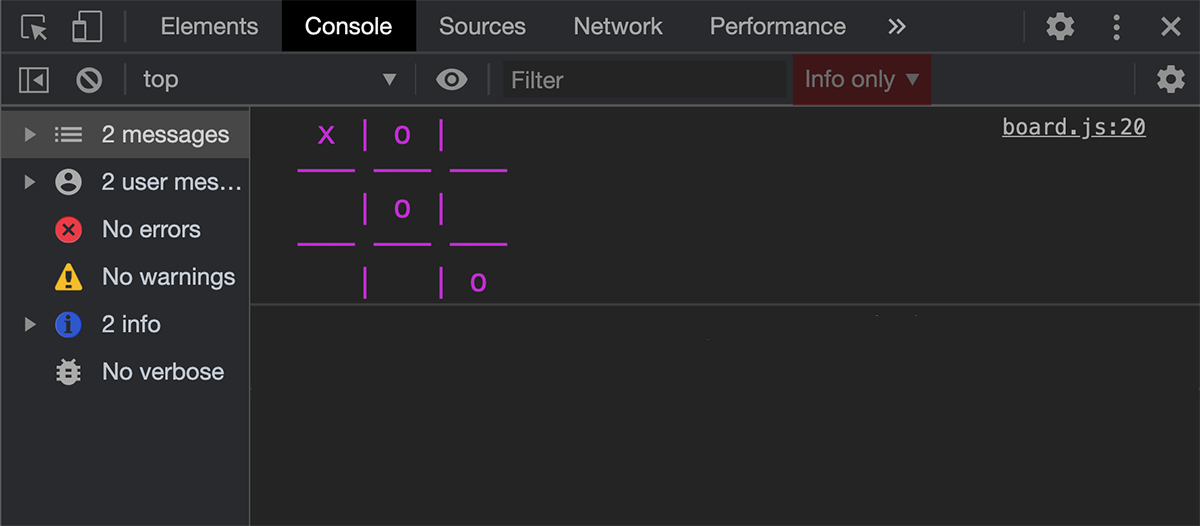 Elements Console Sources Network Performance »
top ▼ Filter Info only ▼
2 messages
2 user mes…
No errors
No warnings
2 info
No verbose
x | o |
___ ___ ___
| o |
___ ___ ___
| | o
board.js:20